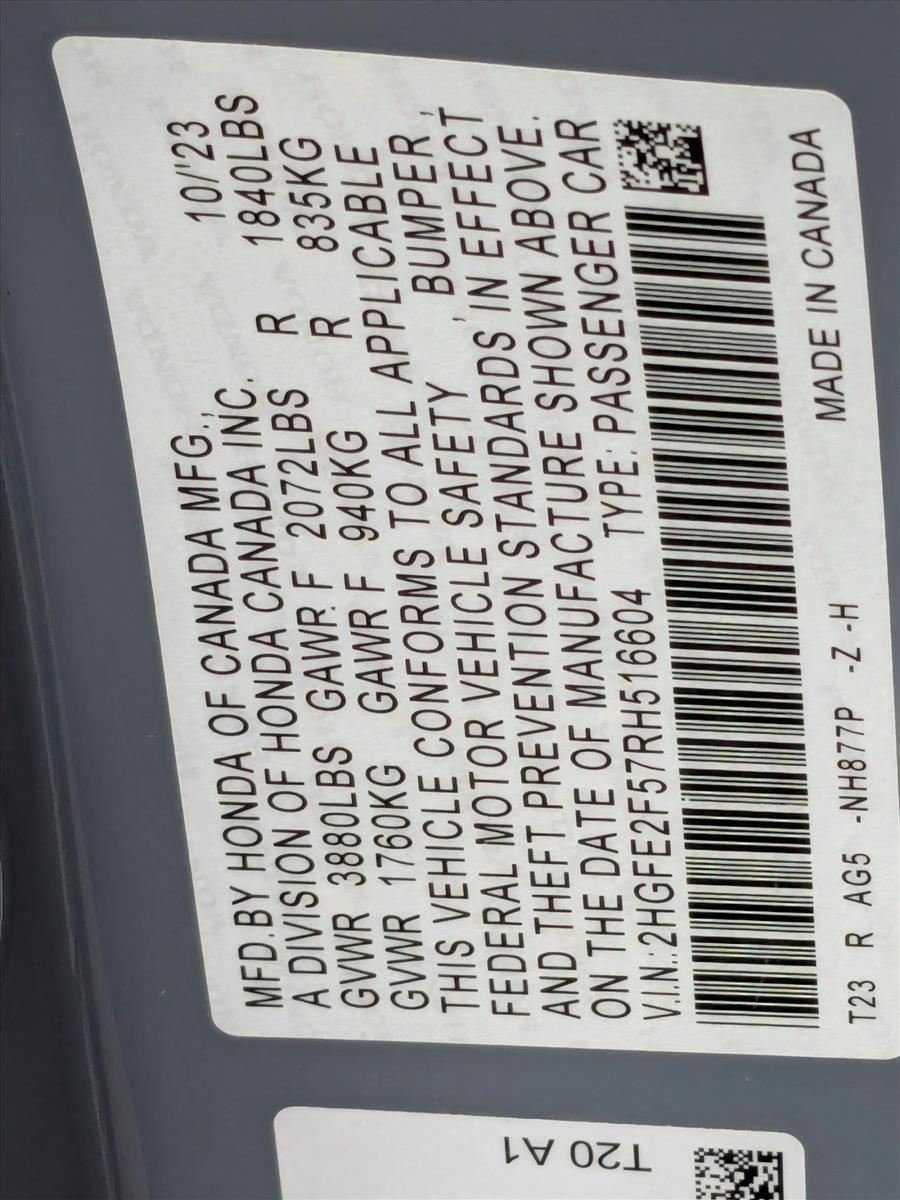 MFD.BY HONDA OF CANADA MFG., 10/'23
A DIVISION OF HONDA CANADA INC.
GVWR 3880LBS GAWR F 2072LBS R 1840LBS
GVWR 1760KG GAWR F 940KG R 835KG
THIS VEHICLE CONFORMS TO ALL APPLICABLE
FEDERAL MOTOR VEHICLE SAFETY , BUMPER ,
AND THEFT PREVENTION STANDARDS IN EFFECT
ON THE DATE OF MANUFACTURE SHOWN ABOVE.
V.I.N.:2HGFE2F57RH516604 TYPE: PASSENGER CAR
T23 R AG5 -NH877P -Z -H MADE IN CANADA
T20 A1